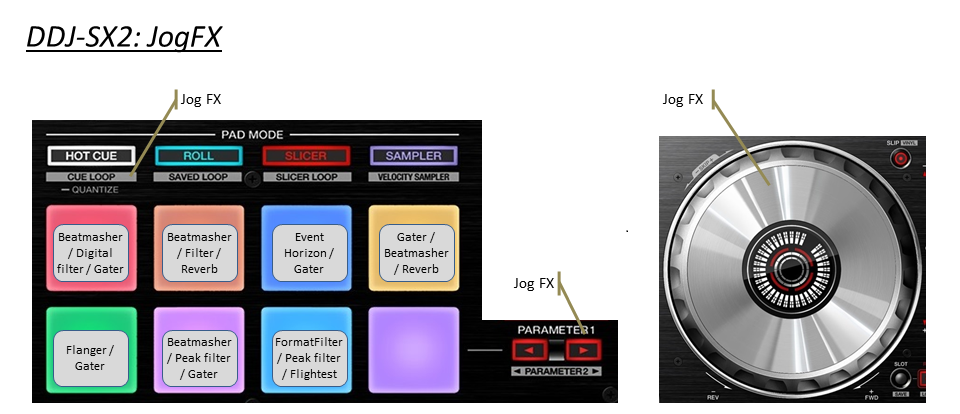 DDJ-SX2: JogFX
Jog FX
Jog FX
PAD MODE
HOT CUE
ROLL
SLICER
SAMPLER
CUE LOOP
SAVED LOOP
SLICER LOOP
VELOCITY SAMPLER
— QUANTIZE
Beatmasher
/ Digital
filter / Gater
Beatmasher
/ Filter /
Reverb
Event
Horizon /
Gater
Gater /
Beatmasher
/ Reverb
Flanger /
Gater
Beatmasher
/ Peak filter
/ Gater
FormatFilter
/ Peak filter
/ Flightest
Jog FX
PARAMETER1
◄ PARAMETER2 ►
SLIP VINYL
SLOT
SAVE
− REV
+ FWD
.